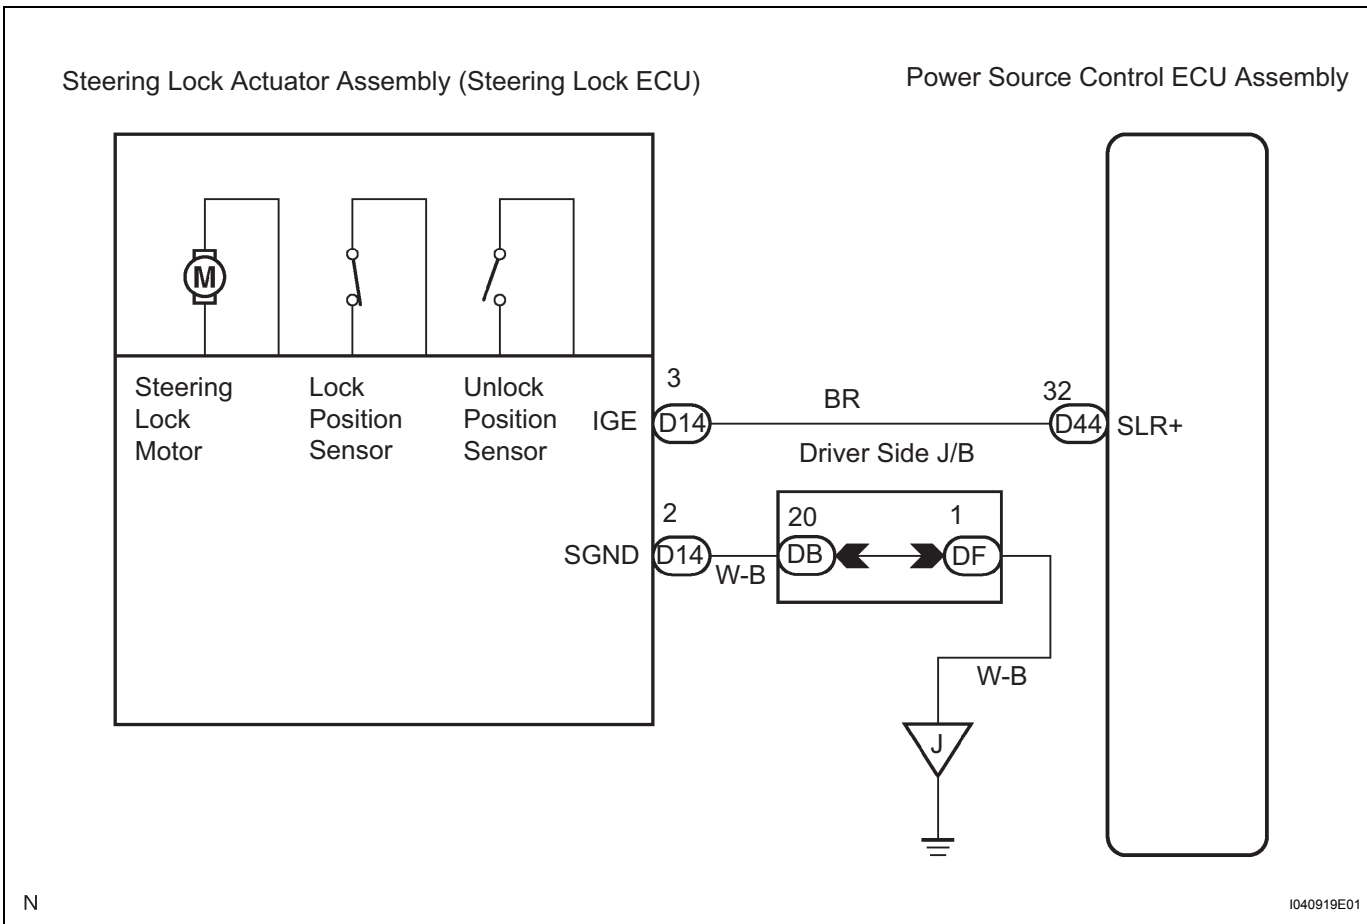 Steering Lock Actuator Assembly (Steering Lock ECU)
Power Source Control ECU Assembly
M
Steering
Lock
Motor
Lock
Position
Sensor
Unlock
Position
Sensor
IGE
3
D14
BR
32
D44
SLR+
Driver Side J/B
SGND
2
D14
W-B
20
DB
1
DF
W-B
J
N
I040919E01